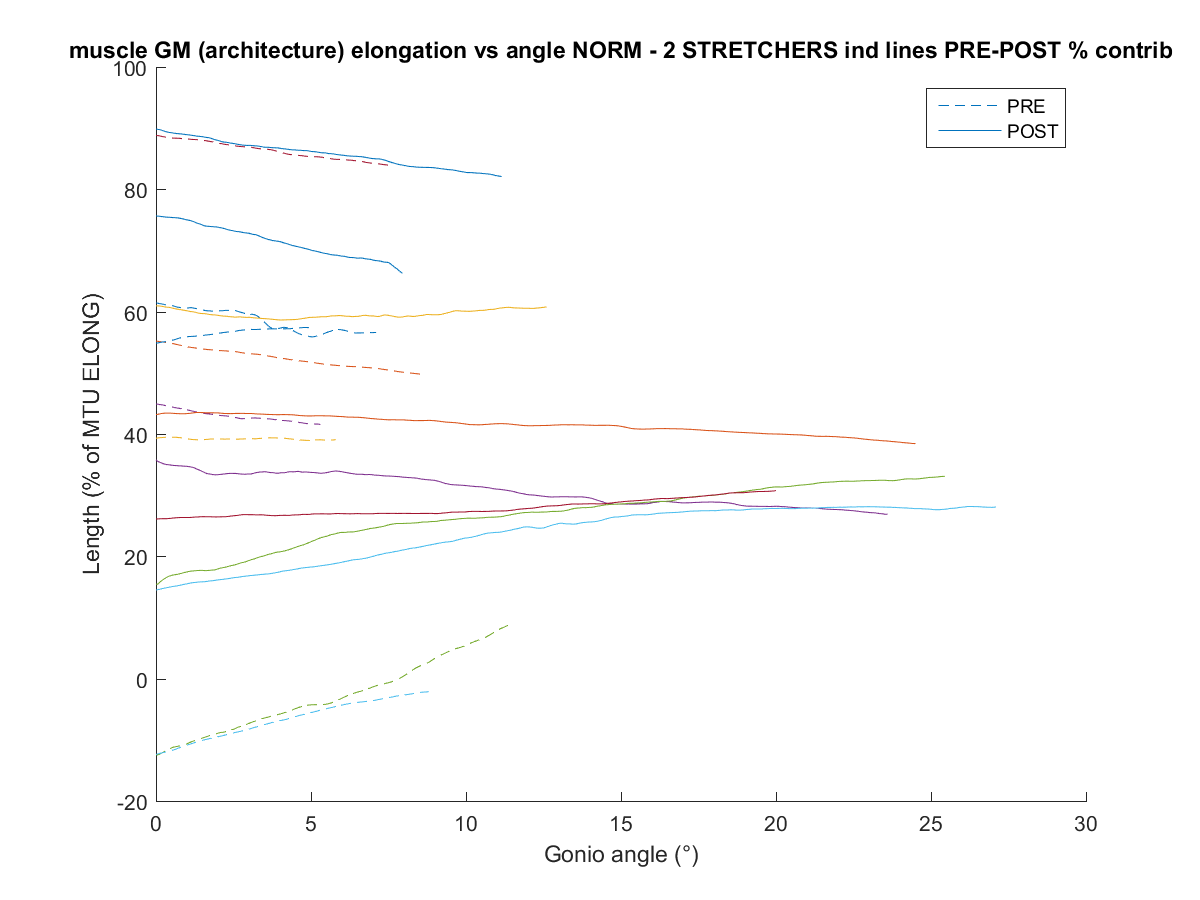 muscle GM (architecture) elongation vs angle NORM - 2 STRETCHERS ind lines PRE-POST % contrib
PRE
POST
100
80
60
40
20
0
-20
Length (% of MTU ELONG)
0 5 10 15 20 25 30
Gonio angle (°)